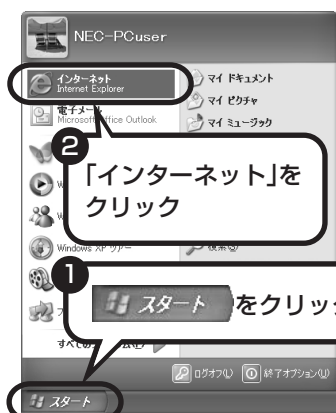 NEC-PCuser
インターネット
Internet Explorer
電子メール
Microsoft Office Outlook
マイ ドキュメント
マイ ピクチャ
マイ ミュージック
2
「インターネット」を
クリック
Windows XP ツアー
検索(S)
1
スタート をクリック
ログオフ(L)
終了オプション(U)
スタート